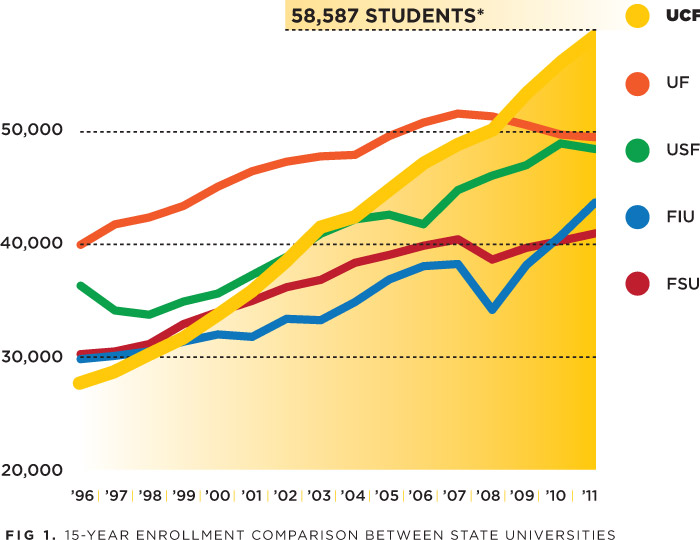 58,587 STUDENTS*
UCF
UF
USF
FIU
FSU
50,000
40,000
30,000
20,000
’96 ’97 ’98 ’99 ’00 ’01 ’02 ’03 ’04 ’05 ’06 ’07 ’08 ’09 ’10 ’11
FIG 1. 15-YEAR ENROLLMENT COMPARISON BETWEEN STATE UNIVERSITIES